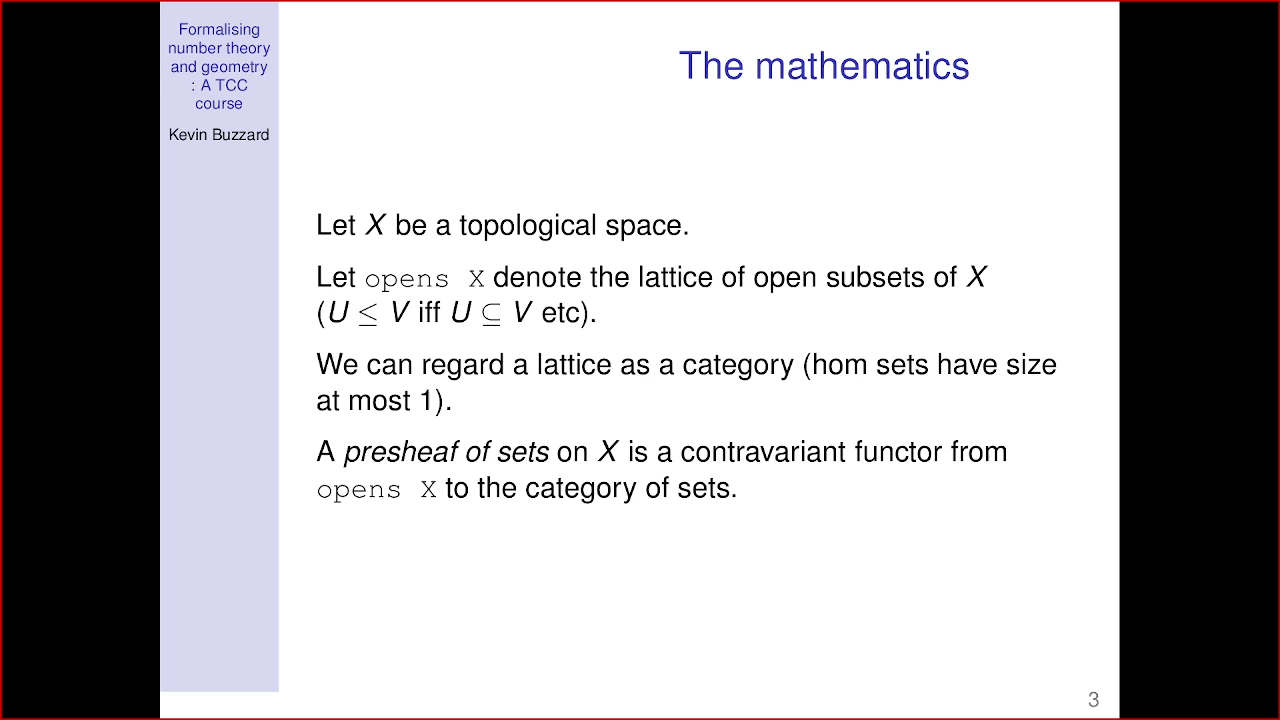 Formalising
number theory
and geometry
: A TCC
course
Kevin Buzzard
The mathematics
Let X be a topological space.
Let opens X denote the lattice of open subsets of X
(U ≤ V iff U ⊆ V etc).
We can regard a lattice as a category (hom sets have size
at most 1).
A presheaf of sets on X is a contravariant functor from
opens X to the category of sets.
3